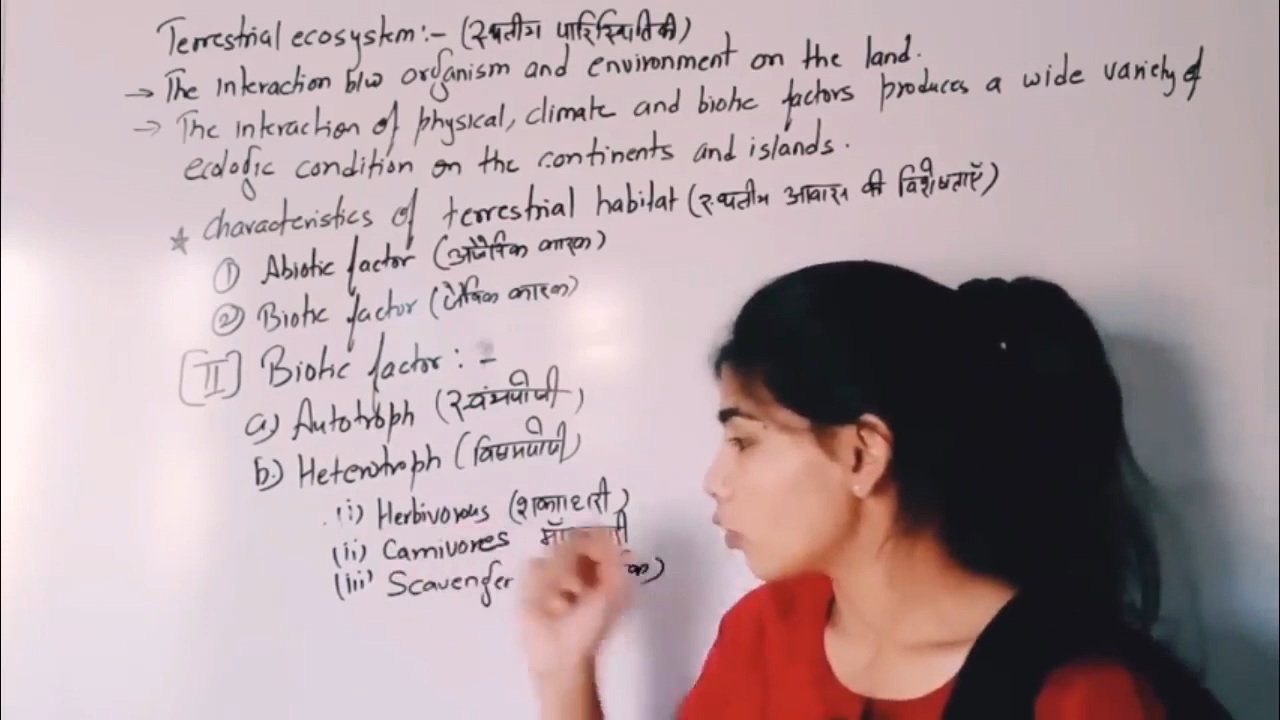 Terrestrial ecosystem:- (स्थलीय पारिस्थितिकी)
→ The interaction b/w organism and environment on the land.
→ The interaction of physical, climate and biotic factors produces a wide variety of
ecologic condition on the continents and islands.
★ Characteristics of terrestrial habitat (स्थलीय आवास की विशेषताएँ)
① Abiotic factor (अजैविक कारक)
② Biotic factor (जैविक कारक)
[II] Biotic factor :-
a) Autotroph (स्वंमपोषी)
b.) Heterotroph (विषमपोषी)
(i) Herbivorous (शाकाहारी)
(ii) Carnivores
(iii) Scavenger